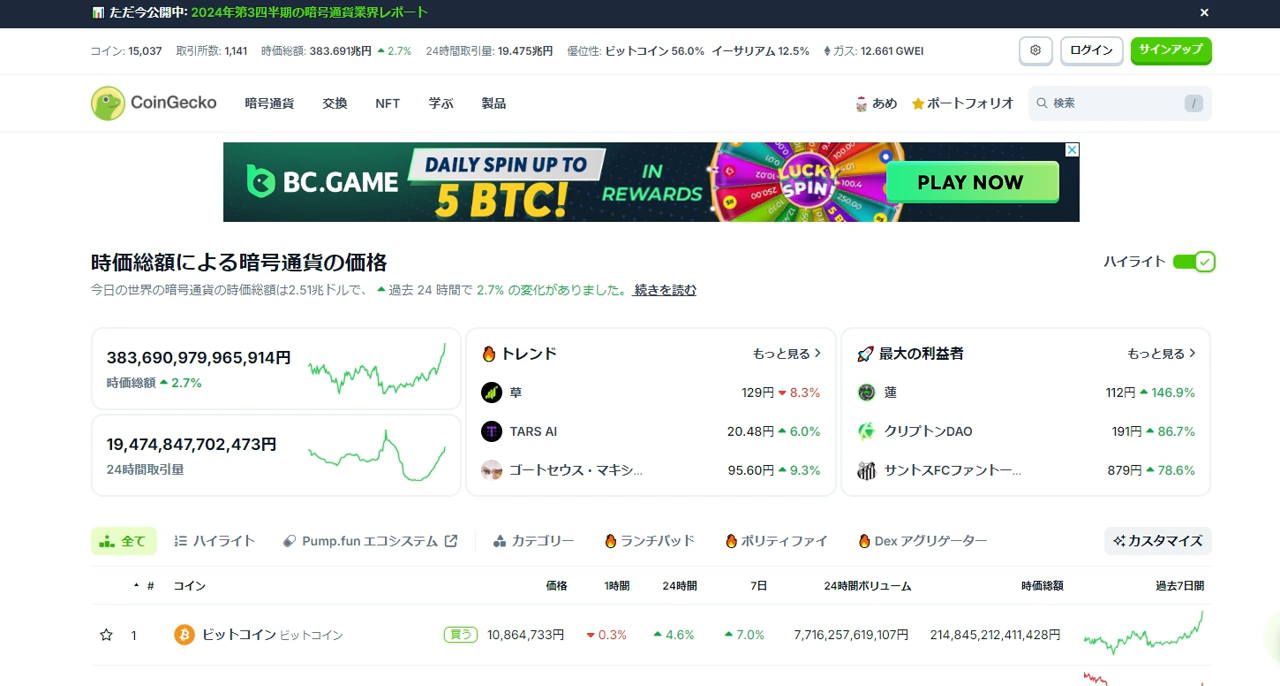 ただ今公開中: 2024年第3四半期の暗号通貨業界レポート
コイン: 15,037 取引所数: 1,141 時価総額: 383.691兆円 2.7% 24時間取引量: 19.475兆円 優位性: ビットコイン 56.0% イーサリアム 12.5% ガス: 12.661 GWEI
ログイン サインアップ
CoinGecko 暗号通貨 交換 NFT 学ぶ 製品 あめ ポートフォリオ 検索 /
BC.GAME DAILY SPIN UP TO
5 BTC!
IN
REWARDS
LUCKY
SPIN!
PLAY NOW
時価総額による暗号通貨の価格 ハイライト
今日の世界の暗号通貨の時価総額は2.51兆ドルで、 過去 24 時間で 2.7% の変化がありました。 続きを読む
383,690,979,965,914円
時価総額 2.7%
19,474,847,702,473円
24時間取引量
トレンド もっと見る
草 129円 8.3%
TARS AI 20.48円 6.0%
ゴートセウス・マキシ... 95.60円 9.3%
最大の利益者 もっと見る
蓮 112円 146.9%
クリプトンDAO 191円 86.7%
サントスFCファントー... 879円 78.6%
全て ハイライト Pump.fun エコシステム カテゴリー ランチパッド ポリティファイ Dex アグリゲーター カスタマイズ
# コイン 価格 1時間 24時間 7日 24時間ボリューム 時価総額 過去7日間
1 ビットコイン ビットコイン 買う 10,864,733円 0.3% 4.6% 7.0% 7,716,257,619,107円 214,845,212,411,428円